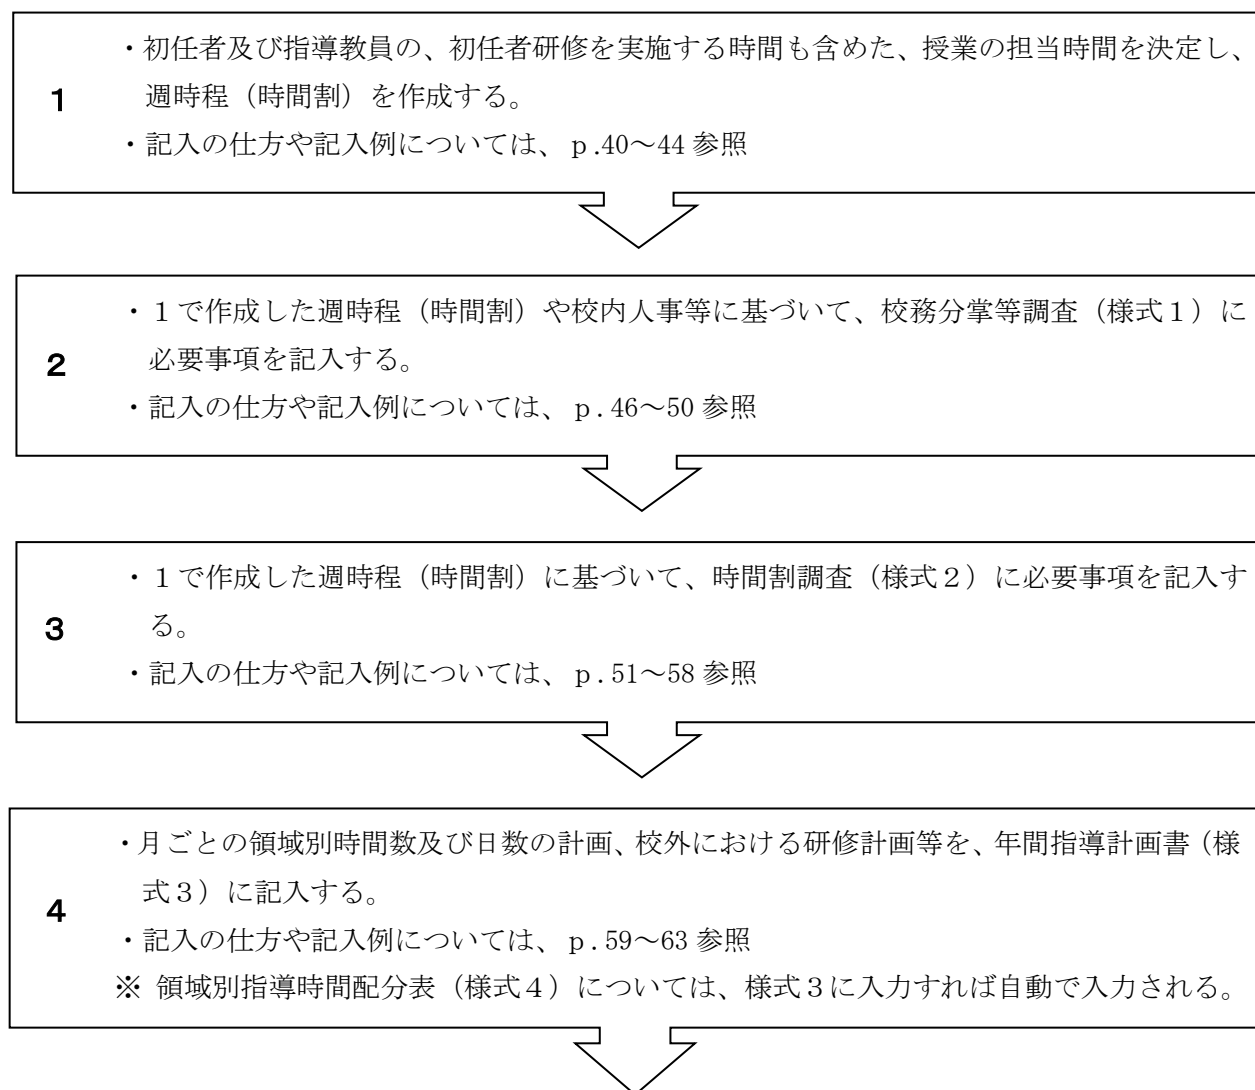 1
・初任者及び指導教員の、初任者研修を実施する時間も含めた、授業の担当時間を決定し、
週時程（時間割）を作成する。
・記入の仕方や記入例については、ｐ.40～44 参照
2
・１で作成した週時程（時間割）や校内人事等に基づいて、校務分掌等調査（様式１）に
必要事項を記入する。
・記入の仕方や記入例については、ｐ.46～50 参照
3
・１で作成した週時程（時間割）に基づいて、時間割調査（様式２）に必要事項を記入す
る。
・記入の仕方や記入例については、ｐ.51～58 参照
4
・月ごとの領域別時間数及び日数の計画、校外における研修計画等を、年間指導計画書（様
式３）に記入する。
・記入の仕方や記入例については、ｐ.59～63 参照
※ 領域別指導時間配分表（様式４）については、様式３に入力すれば自動で入力される。